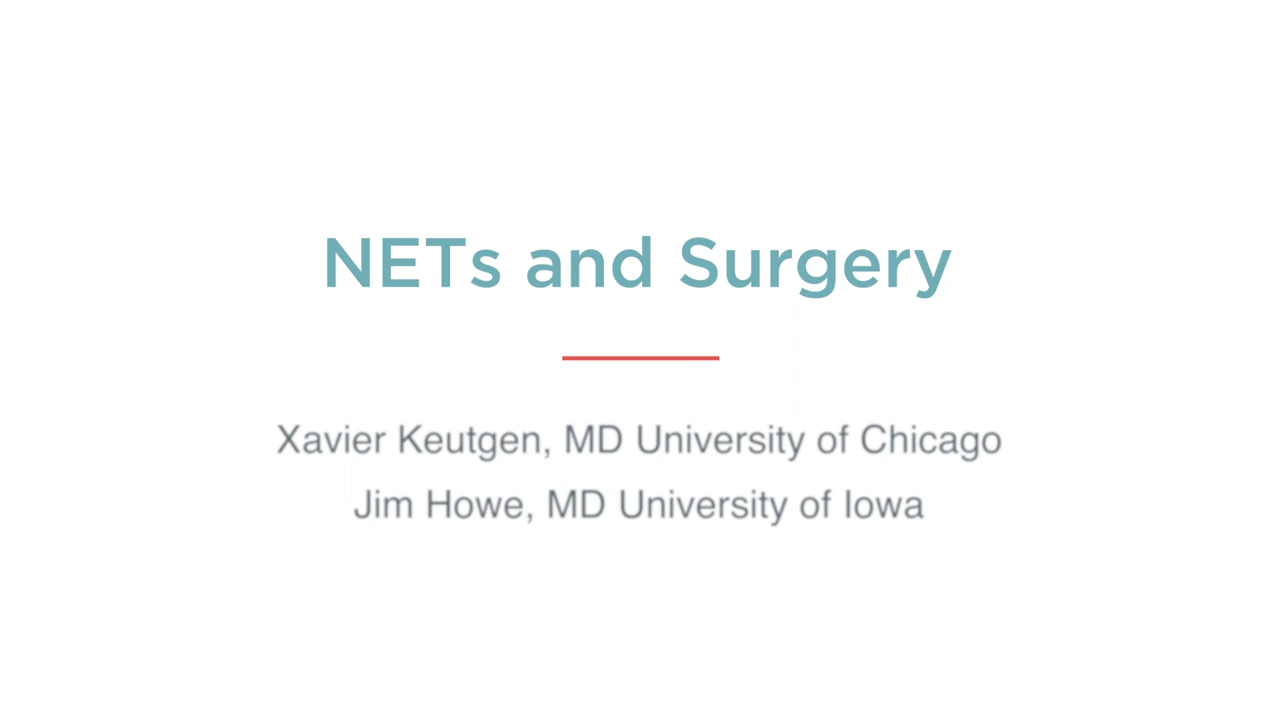 NETs and Surgery
Xavier Keutgen, MD University of Chicago
Jim Howe, MD University of Iowa